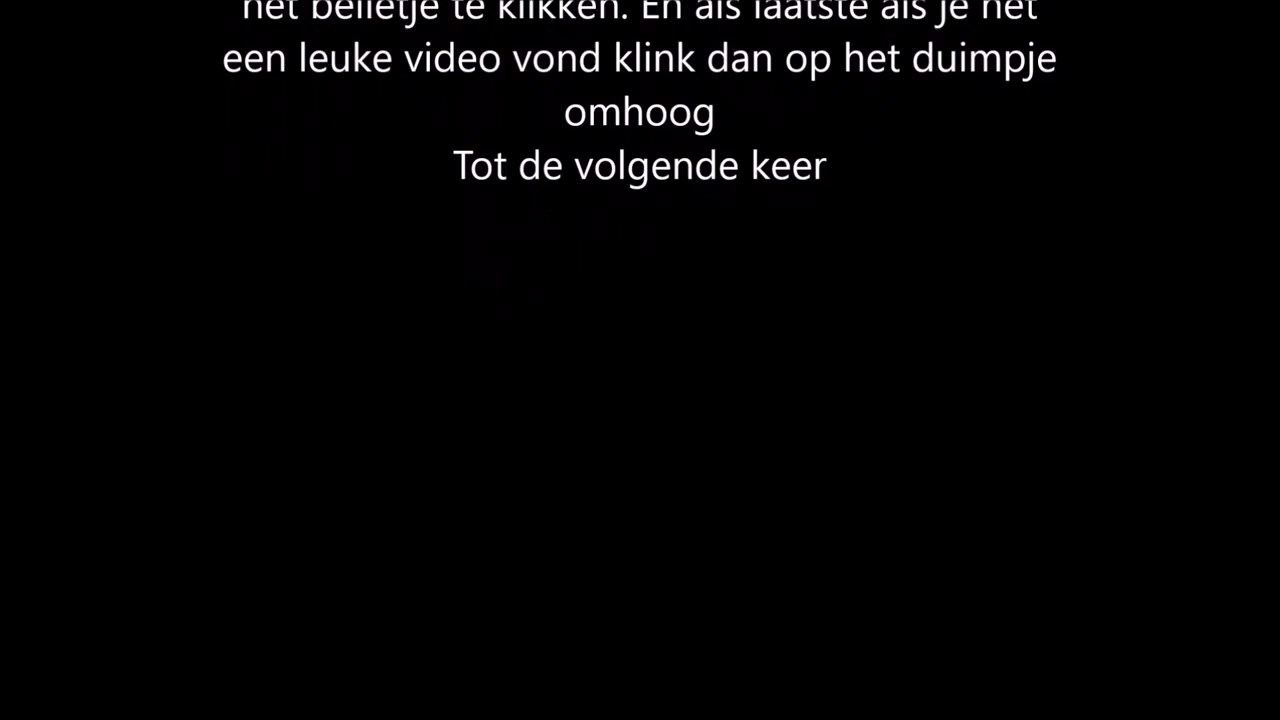 het belletje te klikken. En als laatste als je het
een leuke video vond klink dan op het duimpje
omhoog
Tot de volgende keer